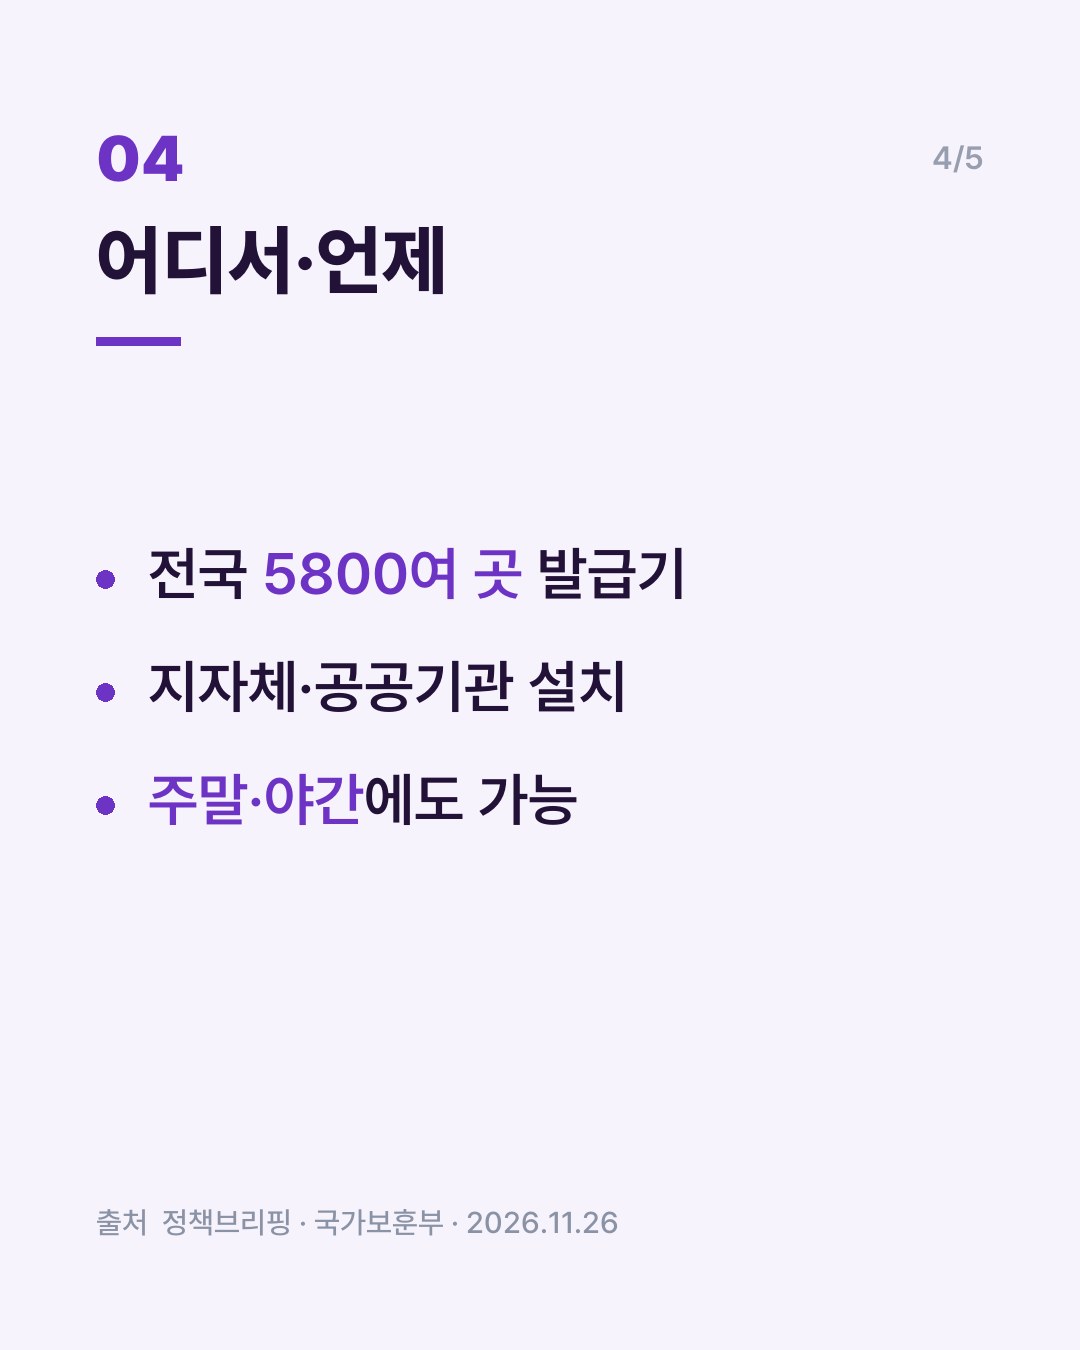 04
4/5
어디서·언제
전국 5800여 곳 발급기
지자체·공공기관 설치
주말·야간에도 가능
출처 정책브리핑 · 국가보훈부 · 2026.11.26